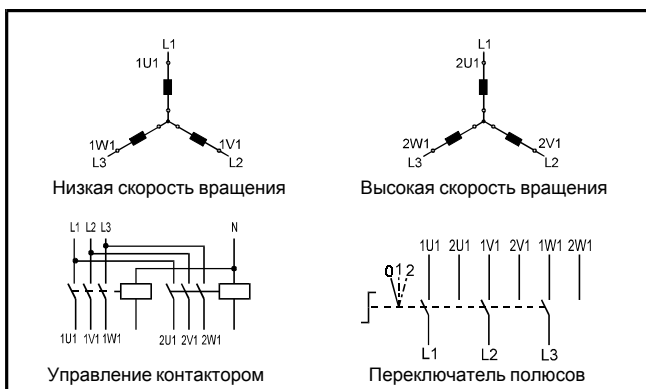 L1 L1
1U1 2U1
1W1 1V1 2W1 2V1
L3 L2 L3 L2
Низкая скорость вращения Высокая скорость вращения
L1 L2 L3 N
1U1 2U1 1V1 2V1 1W1 2W1
0 1 2
1U1 1V1 1W1 2U1 2V1 2W1
L1 L2 L3
Управление контактором Переключатель полюсов